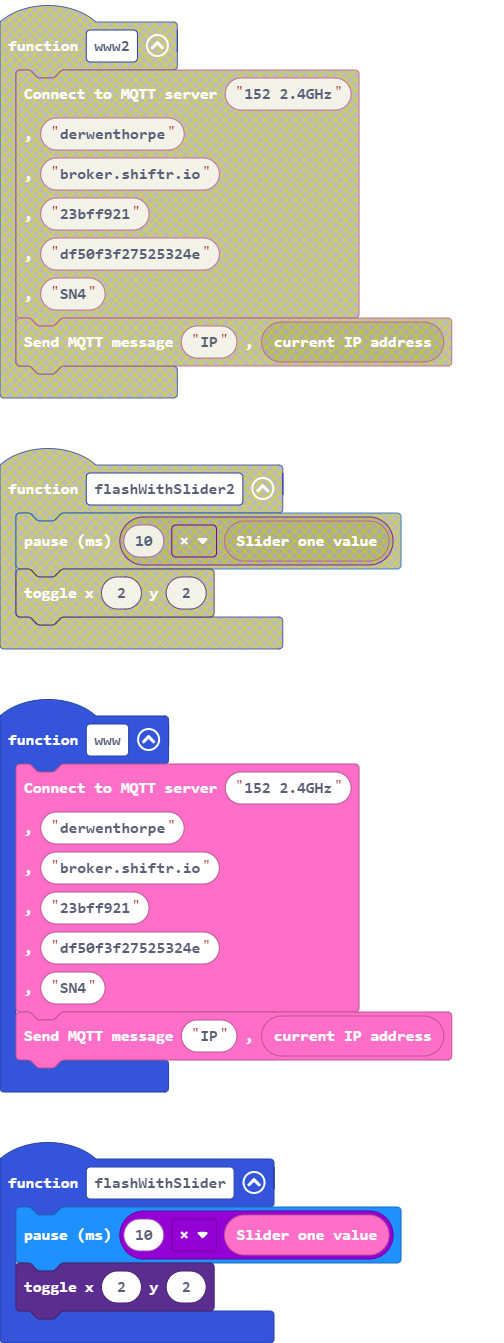 function www2
Connect to MQTT server "152 2.4GHz"
, "derwenthorpe"
, "broker.shiftr.io"
, "23bff921"
, "df50f3f27525324e"
, "SN4"
Send MQTT message "IP" , current IP address
function flashWithSlider2
pause (ms) 10 × Slider one value
toggle x 2 y 2
function www
Connect to MQTT server "152 2.4GHz"
, "derwenthorpe"
, "broker.shiftr.io"
, "23bff921"
, "df50f3f27525324e"
, "SN4"
Send MQTT message "IP" , current IP address
function flashWithSlider
pause (ms) 10 × Slider one value
toggle x 2 y 2